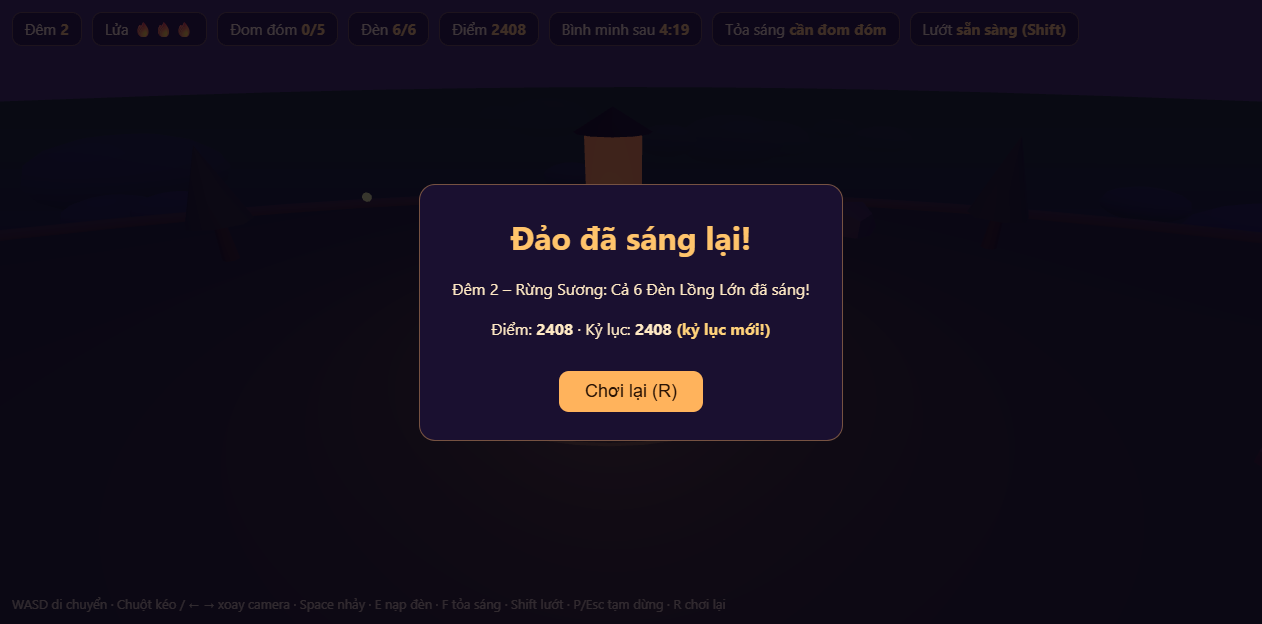 Đêm 2 Lửa Đom đóm 0/5 Đèn 6/6 Điểm 2408 Bình minh sau 4:19 Tỏa sáng cần đom đóm Lướt sẵn sàng (Shift)
Đảo đã sáng lại!
Đêm 2 – Rừng Sương: Cả 6 Đèn Lồng Lớn đã sáng!
Điểm: 2408 · Kỷ lục: 2408 (kỷ lục mới!)
Chơi lại (R)
WASD di chuyển · Chuột kéo / ← → xoay camera · Space nhảy · E nạp đèn · F tỏa sáng · Shift lướt · P/Esc tạm dừng · R chơi lại